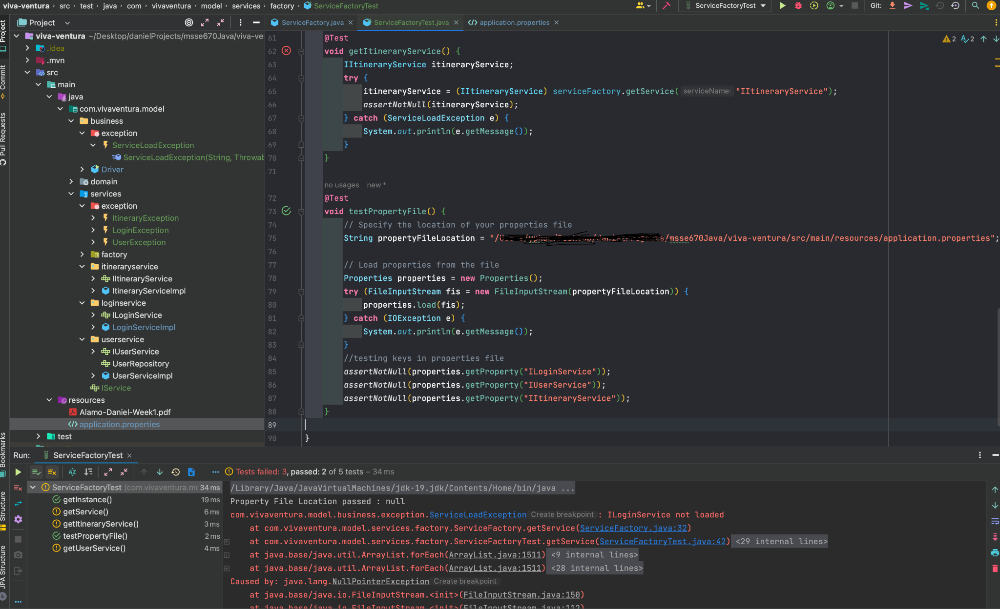 viva-ventura › src › test › java › com › vivaventura › model › services › factory › ServiceFactoryTest
ServiceFactoryTest
Git:
Project
ServiceFactory.java
ServiceFactoryTest.java
application.properties
Project
Commit
Pull Requests
Bookmarks
Structure
JPA Structure
viva-ventura ~/Desktop/danielProjects/msse670Java/viva-ve
.idea
.mvn
src
main
java
com.vivaventura.model
business
exception
ServiceLoadException
ServiceLoadException(String, Throwab
Driver
domain
services
exception
ItineraryException
LoginException
UserException
factory
itineraryservice
IItineraryService
ItineraryServiceImpl
loginservice
ILoginService
LoginServiceImpl
userservice
IUserService
UserRepository
UserServiceImpl
IService
resources
Alamo-Daniel-Week1.pdf
application.properties
test
2 2
61 @Test
62 void getItineraryService() {
63 IItineraryService itineraryService;
64 try {
65 itineraryService = (IItineraryService) serviceFactory.getService( serviceName: "IItineraryService");
66 assertNotNull(itineraryService);
67 } catch (ServiceLoadException e) {
68 System.out.println(e.getMessage());
69 }
70 }
71
no usages new *
72 @Test
73 void testPropertyFile() {
74 // Specify the location of your properties file
75 String propertyFileLocation = "/ /msse670Java/viva-ventura/src/main/resources/application.properties";
76
77 // Load properties from the file
78 Properties properties = new Properties();
79 try (FileInputStream fis = new FileInputStream(propertyFileLocation)) {
80 properties.load(fis);
81 } catch (IOException e) {
82 System.out.println(e.getMessage());
83 }
84 //testing keys in properties file
85 assertNotNull(properties.getProperty("ILoginService"));
86 assertNotNull(properties.getProperty("IUserService"));
87 assertNotNull(properties.getProperty("IItineraryService"));
88 }
89
90 }
Run: ServiceFactoryTest
Tests failed: 3, passed: 2 of 5 tests – 34 ms
ServiceFactoryTest (com.vivaventura.mc 34 ms
getInstance() 19 ms
getService() 6 ms
getItineraryService() 3 ms
testPropertyFile() 2 ms
getUserService() 4 ms
/Library/Java/JavaVirtualMachines/jdk-19.jdk/Contents/Home/bin/java ...
Property File Location passed : null
com.vivaventura.model.business.exception.ServiceLoadException Create breakpoint : ILoginService not loaded
at com.vivaventura.model.services.factory.ServiceFactory.getService(ServiceFactory.java:32)
at com.vivaventura.model.services.factory.ServiceFactoryTest.getService(ServiceFactoryTest.java:42) <29 internal lines>
at java.base/java.util.ArrayList.forEach(ArrayList.java:1511) <9 internal lines>
at java.base/java.util.ArrayList.forEach(ArrayList.java:1511) <28 internal lines>
Caused by: java.lang.NullPointerException Create breakpoint
at java.base/java.io.FileInputStream.<init>(FileInputStream.java:150)
at java.base/java.io.FileInputStream.<init>(FileInputStream.java:112)